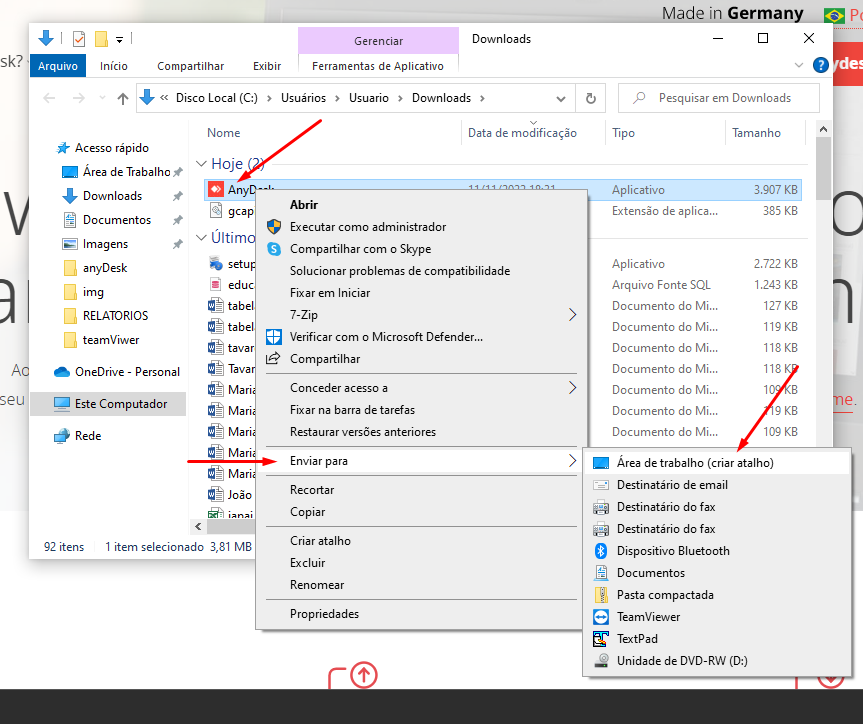 Made in Germany
Po
sk?
Gerenciar
Downloads
Arquivo
Início
Compartilhar
Exibir
Ferramentas de Aplicativo
?
ydes
« Disco Local (C:) > Usuários > Usuario > Downloads >
Pesquisar em Downloads
Nome
Data de modificação
Tipo
Tamanho
Acesso rápido
Área de Trabalho
Downloads
Documentos
Imagens
anyDesk
img
RELATORIOS
teamViwer
OneDrive - Personal
Este Computador
Rede
Hoje (2)
AnyDesk
Aplicativo
3.907 KB
gcap
Extensão de aplica...
385 KB
Último
setup
Aplicativo
2.722 KB
educ
Arquivo Fonte SQL
1.243 KB
tabela
Documento do Mi...
127 KB
tabela
Documento do Mi...
119 KB
tavar
Documento do Mi...
118 KB
Tavar
Documento do Mi...
118 KB
Maria
Documento do Mi...
109 KB
Maria
Documento do Mi...
119 KB
Maria
Documento do Mi...
109 KB
Maria
Maria
João
Ao
seu
me.
Abrir
Executar como administrador
Compartilhar com o Skype
Solucionar problemas de compatibilidade
Fixar em Iniciar
7-Zip
Verificar com o Microsoft Defender...
Compartilhar
Conceder acesso a
Fixar na barra de tarefas
Restaurar versões anteriores
Enviar para
Recortar
Copiar
Criar atalho
Excluir
Renomear
Propriedades
Área de trabalho (criar atalho)
Destinatário de email
Destinatário do fax
Destinatário do fax
Dispositivo Bluetooth
Documentos
Pasta compactada
TeamViewer
TextPad
Unidade de DVD-RW (D:)
92 itens
1 item selecionado
3,81 MB